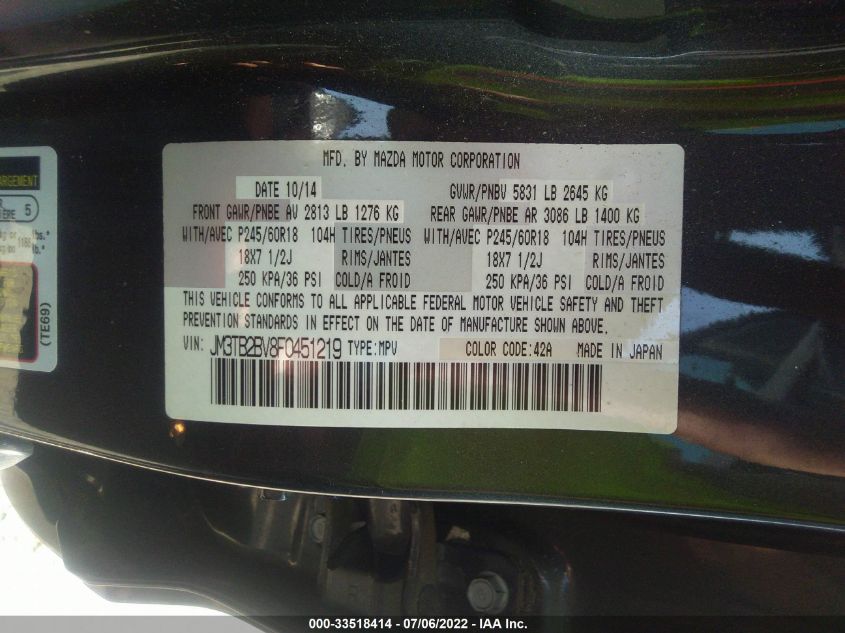 MFD. BY MAZDA MOTOR CORPORATION
DATE 10/14 GVWR/PNBV 5831 LB 2645 KG
FRONT GAWR/PNBE AV 2813 LB 1276 KG REAR GAWR/PNBE AR 3086 LB 1400 KG
WITH/AVEC P245/60R18 104H TIRES/PNEUS WITH/AVEC P245/60R18 104H TIRES/PNEUS
18X7 1/2J RIMS/JANTES 18X7 1/2J RIMS/JANTES
250 KPA/36 PSI COLD/A FROID 250 KPA/36 PSI COLD/A FROID
THIS VEHICLE CONFORMS TO ALL APPLICABLE FEDERAL MOTOR VEHICLE SAFETY AND THEFT
PREVENTION STANDARDS IN EFFECT ON THE DATE OF MANUFACTURE SHOWN ABOVE.
VIN: JM3TB2BV8F0451219 TYPE:MPV COLOR CODE:42A MADE IN JAPAN
ARGEMENT
5
(TE69)
000-33518414 - 07/06/2022 - IAA Inc.